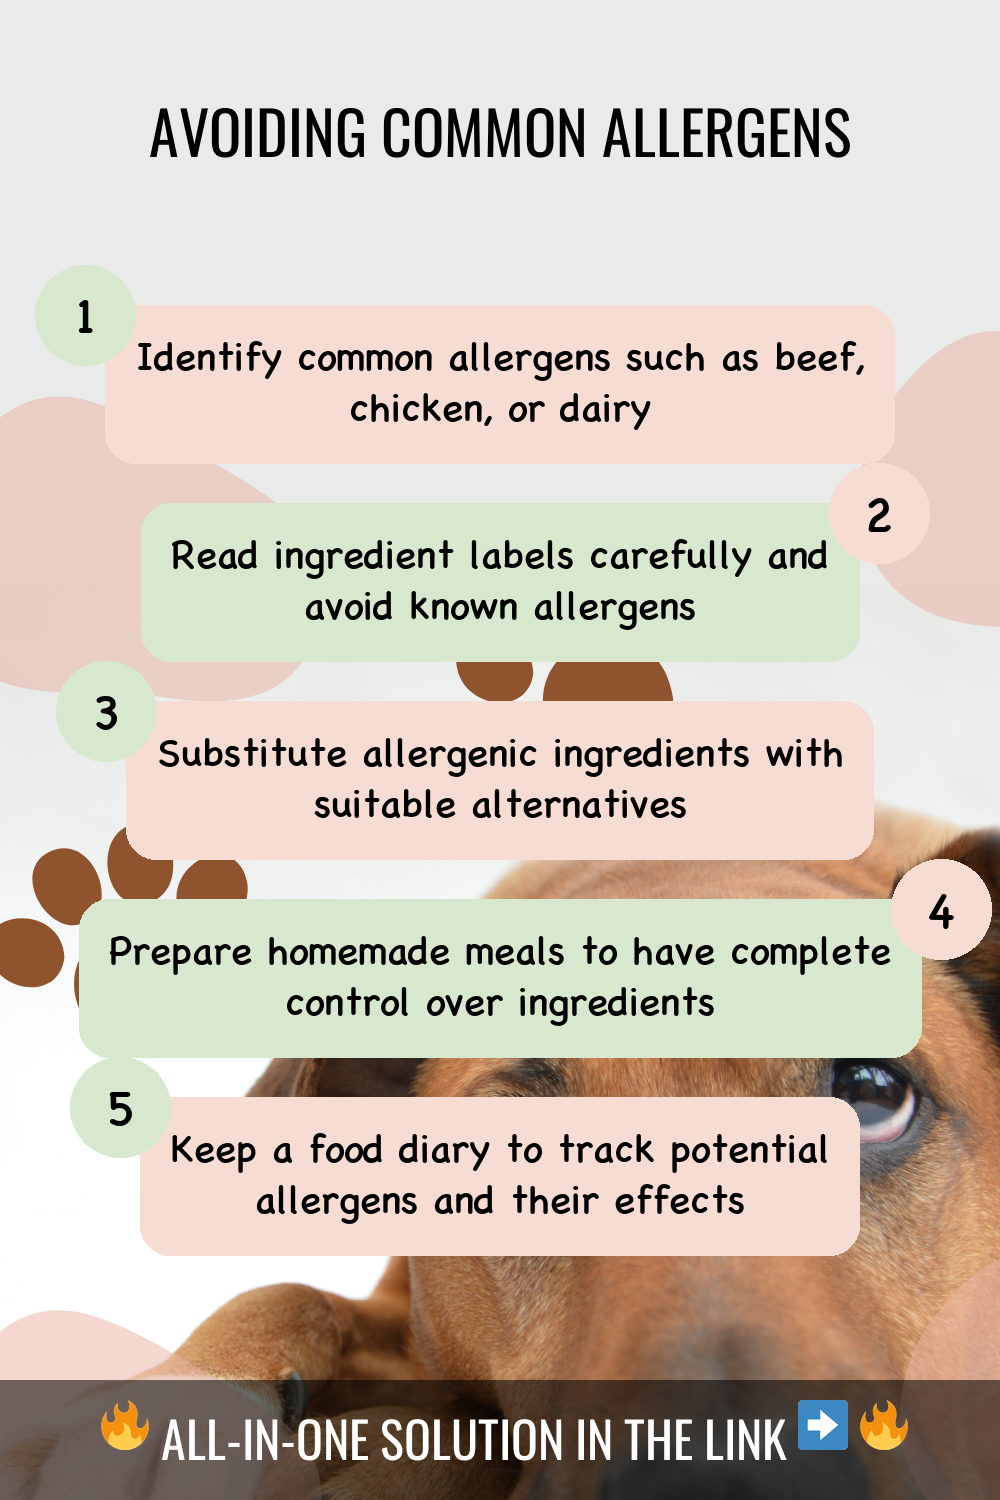 AVOIDING COMMON ALLERGENS
1
Identify common allergens such as beef,
chicken, or dairy
2
Read ingredient labels carefully and
avoid known allergens
3
Substitute allergenic ingredients with
suitable alternatives
4
Prepare homemade meals to have complete
control over ingredients
5
Keep a food diary to track potential
allergens and their effects
🔥 ALL-IN-ONE SOLUTION IN THE LINK ➡️ 🔥